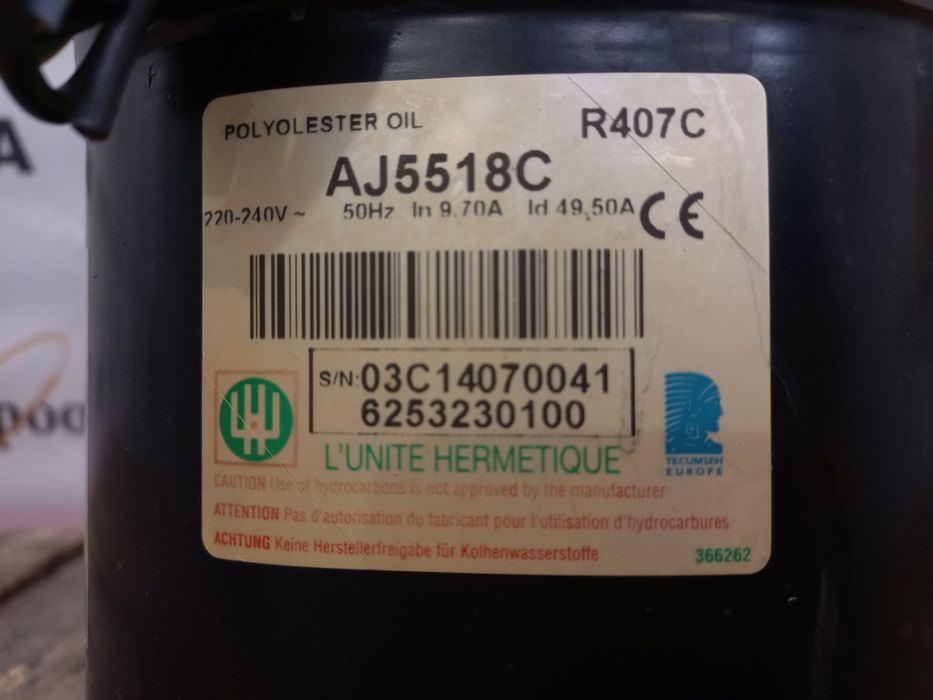 POLYOLESTER OIL R407C
AJ5518C
220-240V ~ 50Hz In 9.70A Id 49,50A CE
S/N: 03C14070041
6253230100
L'UNITE HERMETIQUE
TECUMSEH
EUROPE
CAUTION Use of hydrocarbons is not approved by the manufacturer
ATTENTION Pas d'autorisation du fabricant pour l'utilisation d'hydrocarbures
ACHTUNG Keine Herstellerfreigabe für Kolhenwasserstoffe
366262